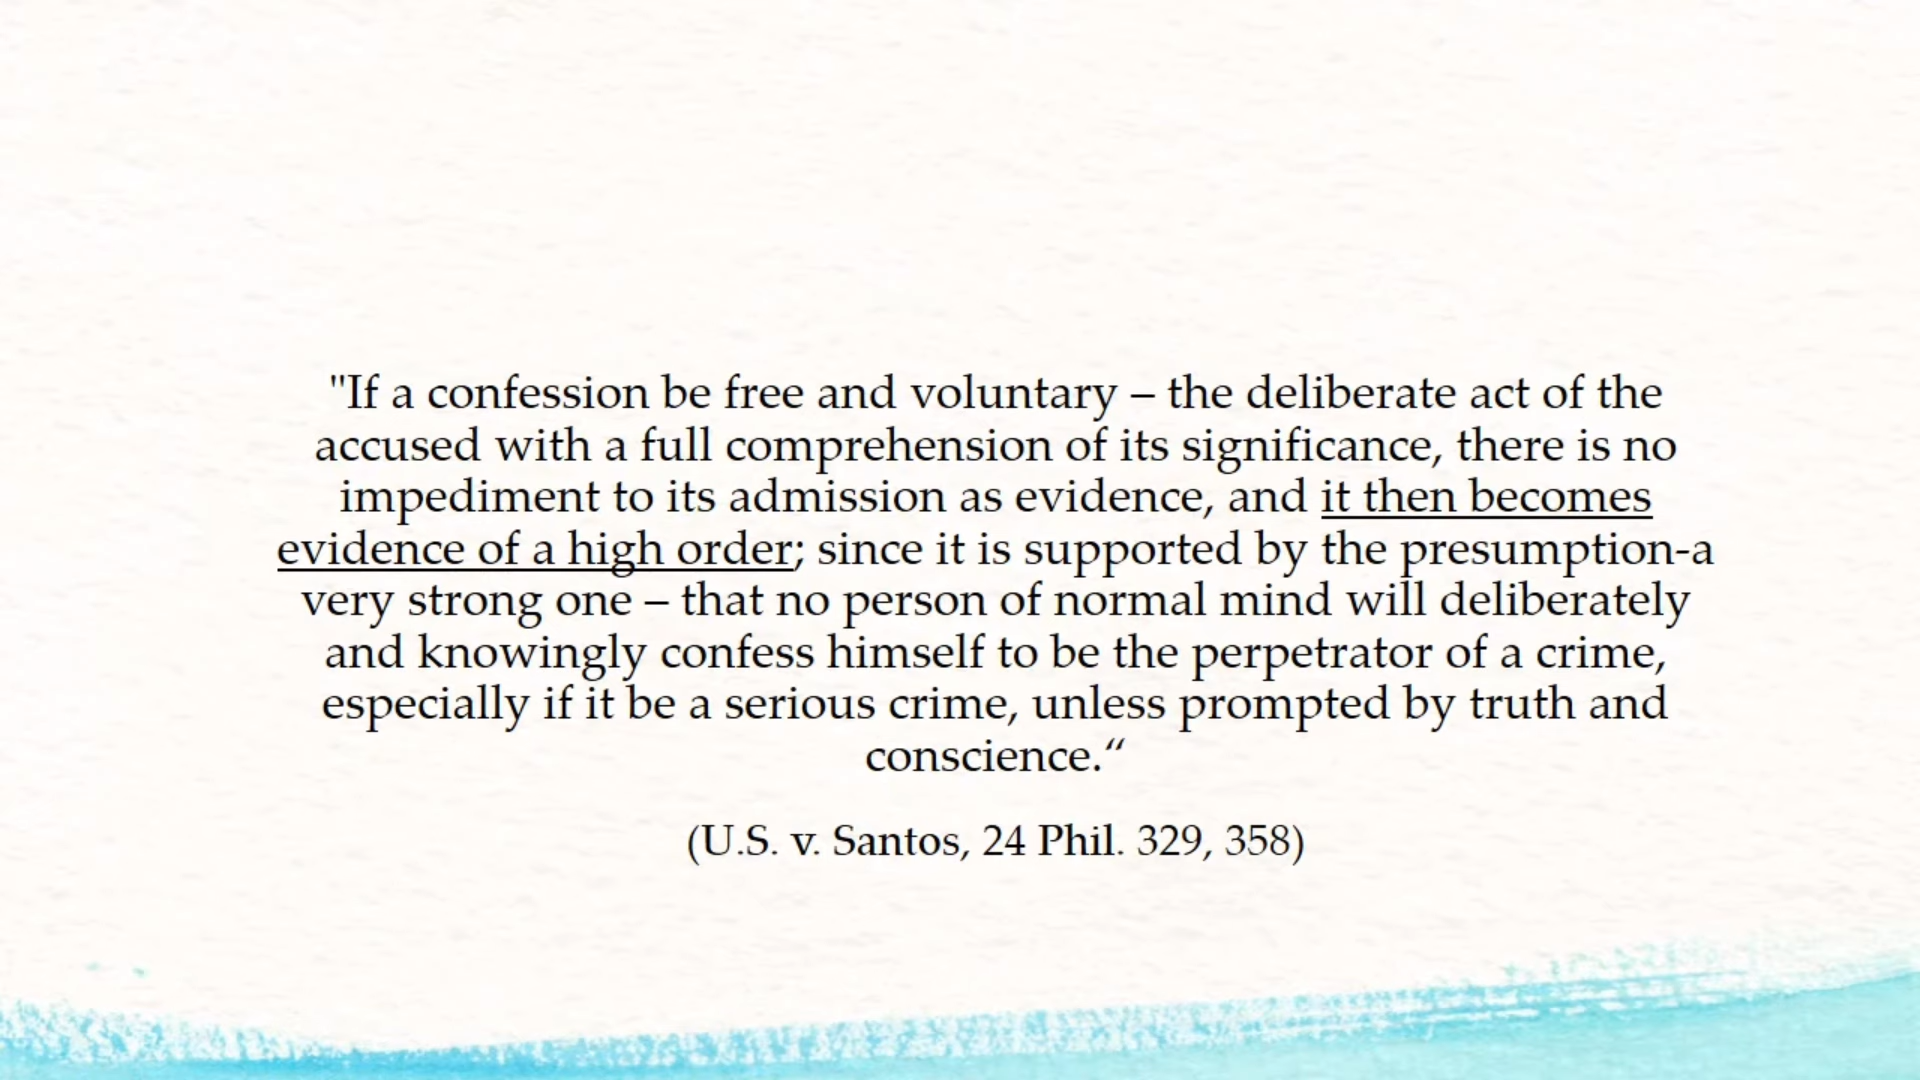 "If a confession be free and voluntary – the deliberate act of the
accused with a full comprehension of its significance, there is no
impediment to its admission as evidence, and it then becomes
evidence of a high order; since it is supported by the presumption-a
very strong one – that no person of normal mind will deliberately
and knowingly confess himself to be the perpetrator of a crime,
especially if it be a serious crime, unless prompted by truth and
conscience.“
(U.S. v. Santos, 24 Phil. 329, 358)